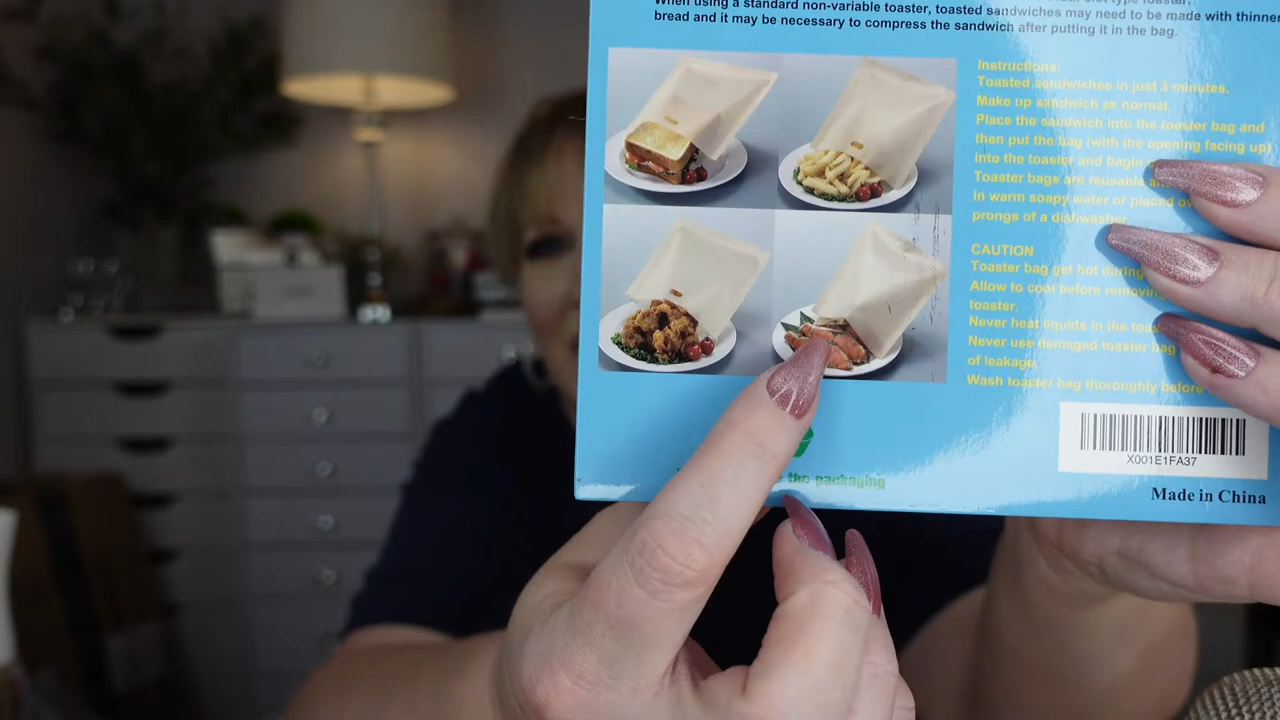 When using a standard non-variable toaster, toasted sandwiches may need to be made with thinner
bread and it may be necessary to compress the sandwich after putting it in the bag.
Instructions:
Toasted sandwiches in just 3 minutes.
Make up sandwich as normal.
Place the sandwich into the toaster bag and
then put the bag (with the opening facing up)
into the toaster and begin
Toaster bags are reusable
in warm soapy water or placed
prongs of a dishwasher
CAUTION
Toaster bag get hot during
Allow to cool before removing
toaster.
Never heat liquids in the
Never use damaged toaster bag
of leakage.
Wash toaster bag thoroughly before
X001E1FA37
the packaging
Made in China